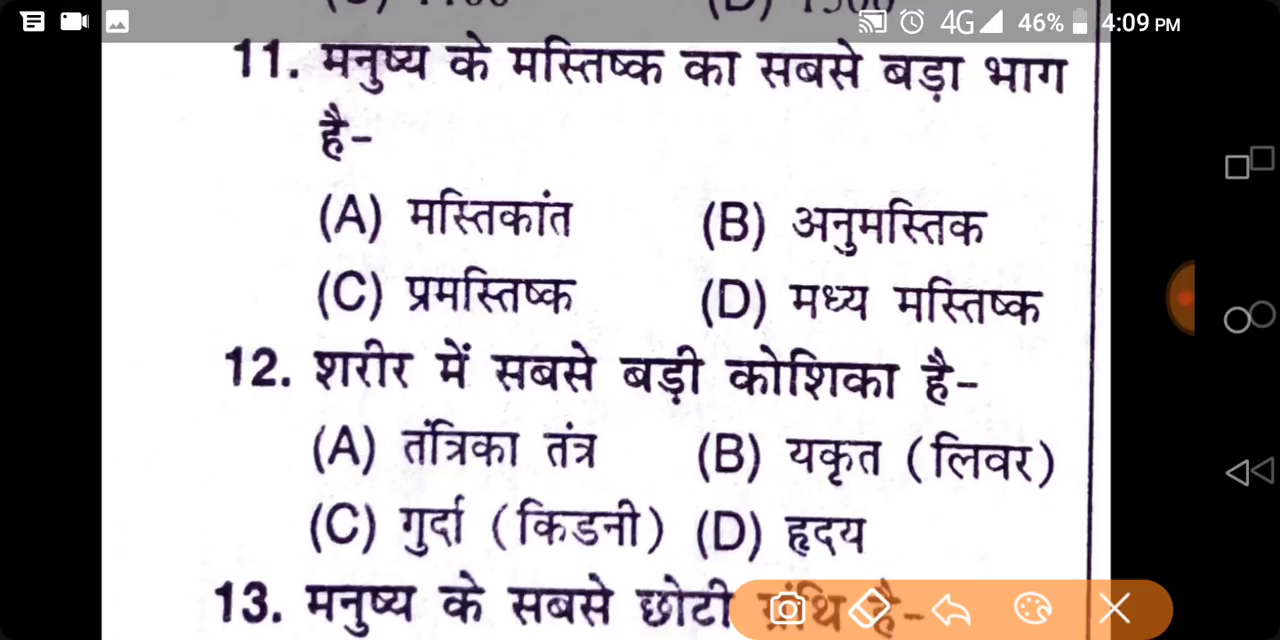 4G 46% 4:09 PM
11. मनुष्य के मस्तिष्क का सबसे बड़ा भाग
है-
(A) मस्तिकांत (B) अनुमस्तिक
(C) प्रमस्तिष्क (D) मध्य मस्तिष्क
12. शरीर में सबसे बड़ी कोशिका है-
(A) तंत्रिका तंत्र (B) यकृत (लिवर)
(C) गुर्दा (किडनी) (D) हृदय
13. मनुष्य के सबसे छोटी ग्रंथि है-